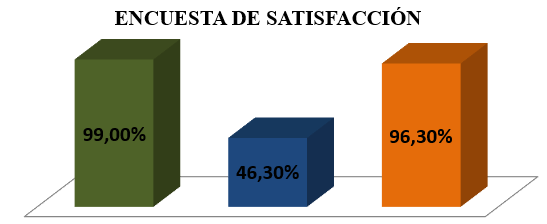 ENCUESTA DE SATISFACCIÓN
99,00%
46,30%
96,30%